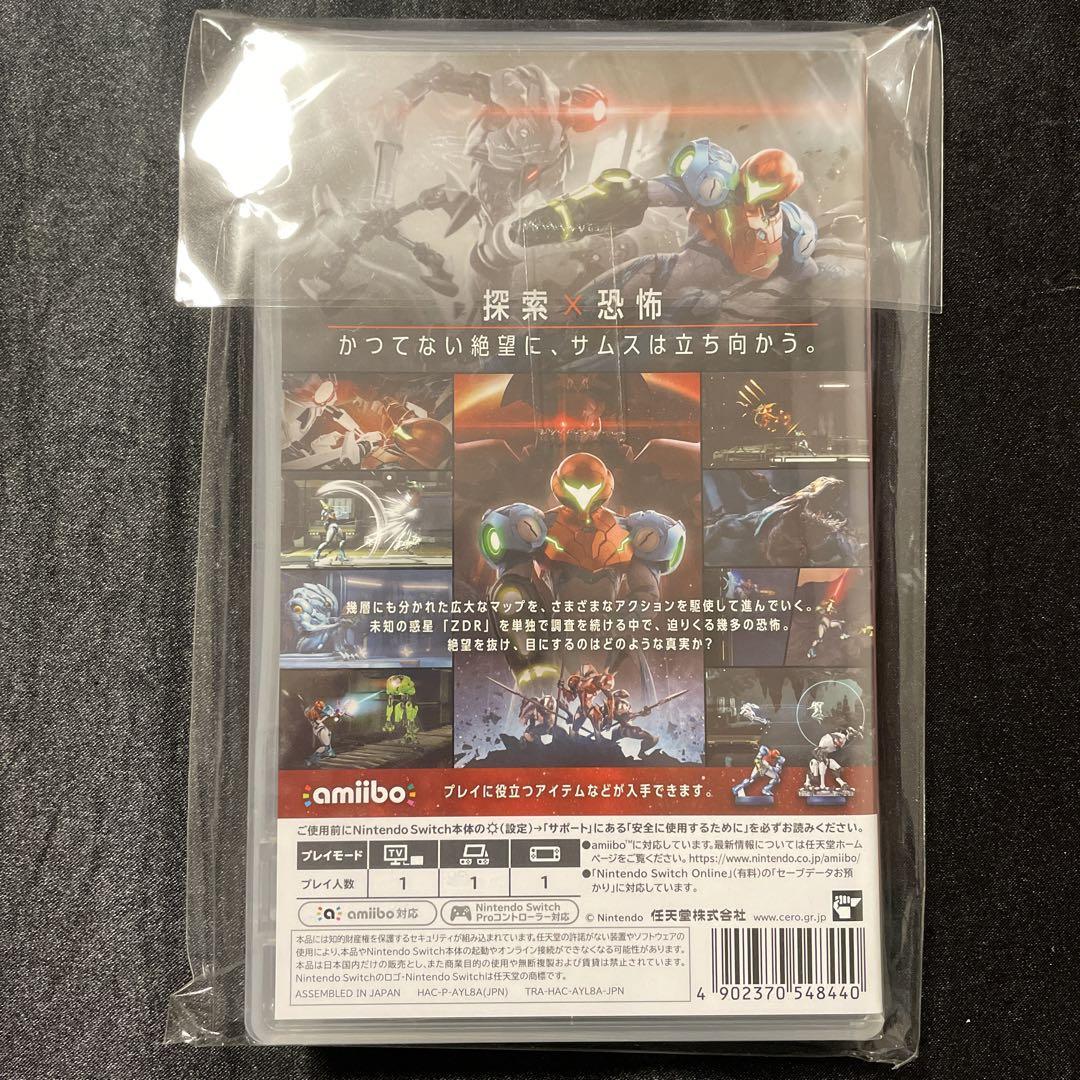 探索×恐怖
かつてない絶望に、サムスは立ち向かう。
幾層にも分かれた広大なマップを、さまざまなアクションを駆使して進んでいく。
未知の惑星「ZDR」を単独で調査を続ける中で、迫りくる幾多の恐怖。
絶望を抜け、目にするのはどのような真実か?
amiibo プレイに役立つアイテムなどが入手できます。
ご使用前にNintendo Switch本体の(設定)→「サポート」にある「安全に使用するために」を必ずお読みください。
プレイモード TV
プレイ人数 1 1 1
●amiibo™に対応しています。最新情報については任天堂ホーム
ページをご覧ください。https://www.nintendo.co.jp/amiibo/
●「Nintendo Switch Online」(有料)の「セーブデータお預
かり」に対応しています。
amiibo対応
Nintendo Switch
Proコントローラー対応
© Nintendo 任天堂株式会社 www.cero.gr.jp
本品には知的財産権を保護するセキュリティが組み込まれています。任天堂の許諾がない装置やソフトウェアの
使用により、本品やNintendo Switch本体の起動やオンライン接続ができなくなる可能性があります。
本品は日本国内だけの販売とし、また商業目的の使用や無断複製および賃貸は禁止されています。
Nintendo Switchのロゴ・Nintendo Switchは任天堂の商標です。
ASSEMBLED IN JAPAN HAC-P-AYL8A(JPN) TRA-HAC-AYL8A-JPN
4 902370 548440